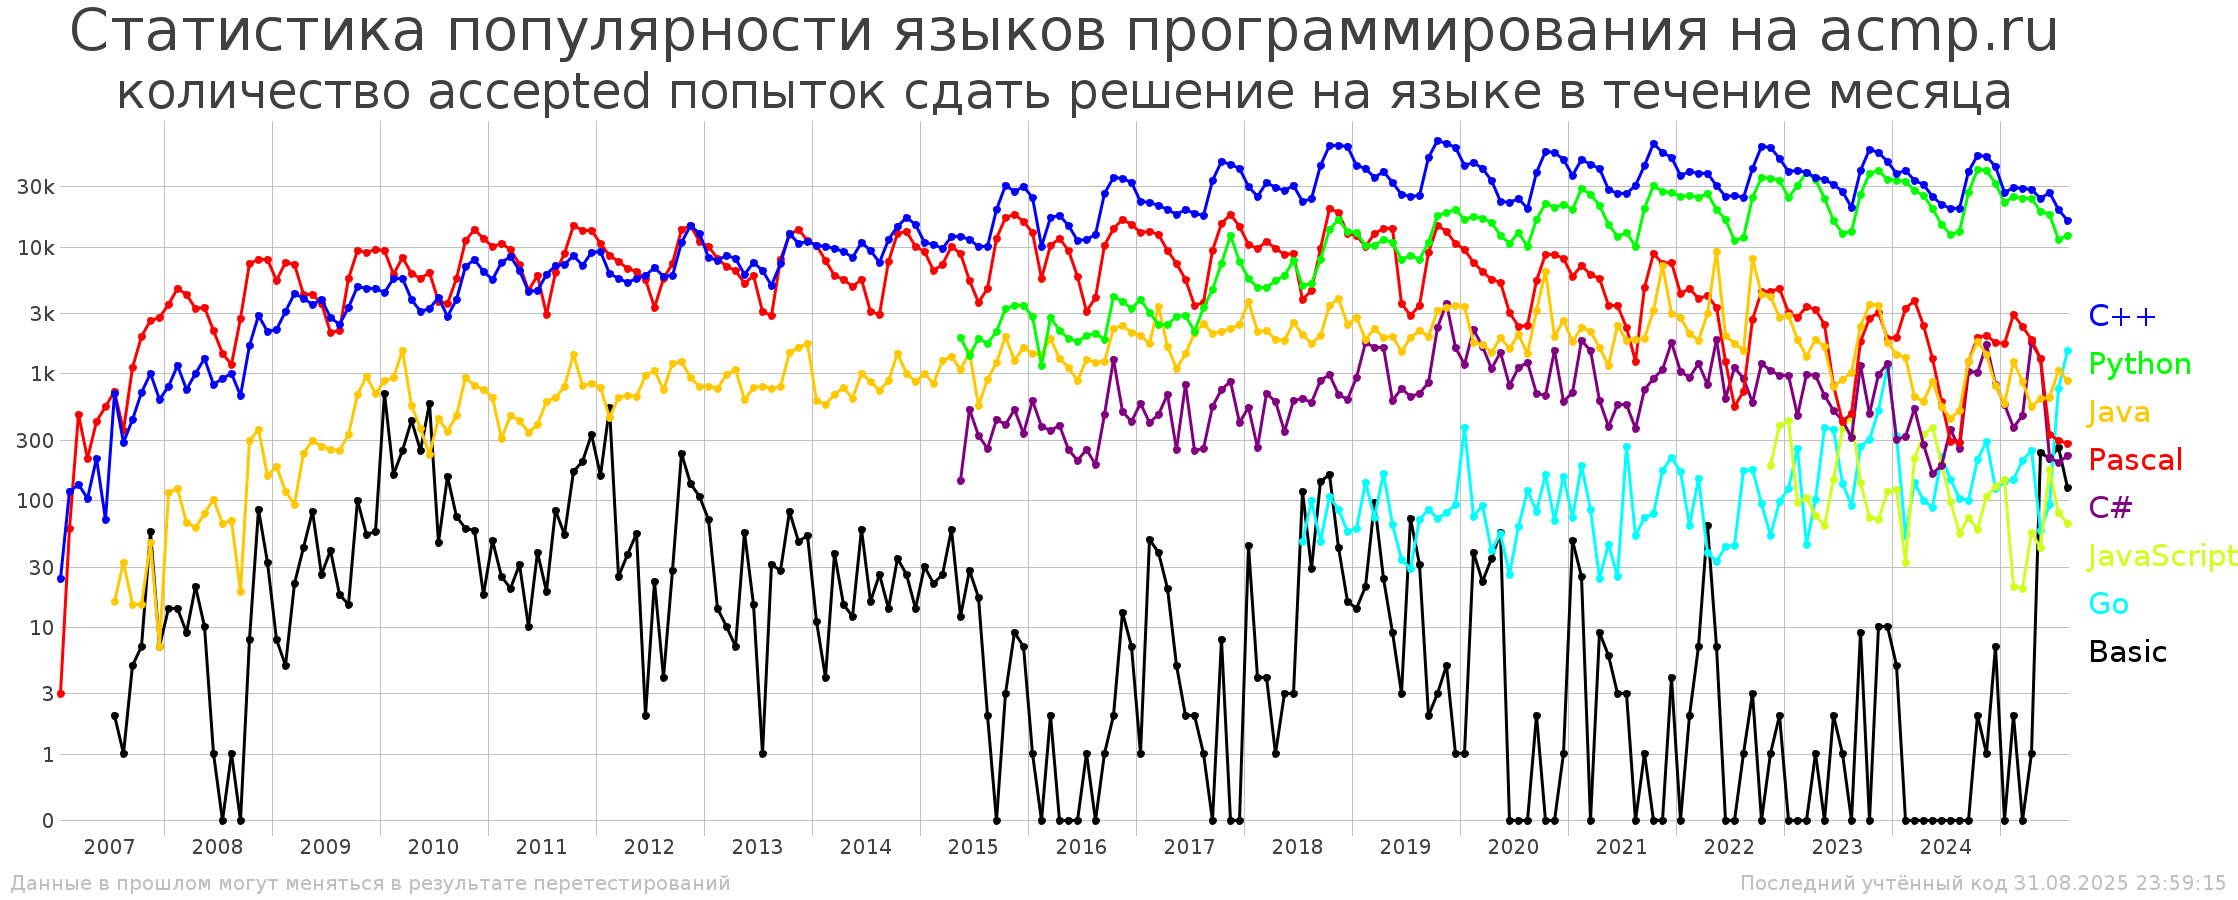 Статистика популярности языков программирования на acmp.ru
количество accepted попыток сдать решение на языке в течение месяца
30k
10k
3k
1k
300
100
30
10
3
1
0
C++
Python
Java
Pascal
C#
JavaScript
Go
Basic
2007 2008 2009 2010 2011 2012 2013 2014 2015 2016 2017 2018 2019 2020 2021 2022 2023 2024
Данные в прошлом могут меняться в результате перетестирований
Последний учтённый код 31.08.2025 23:59:15